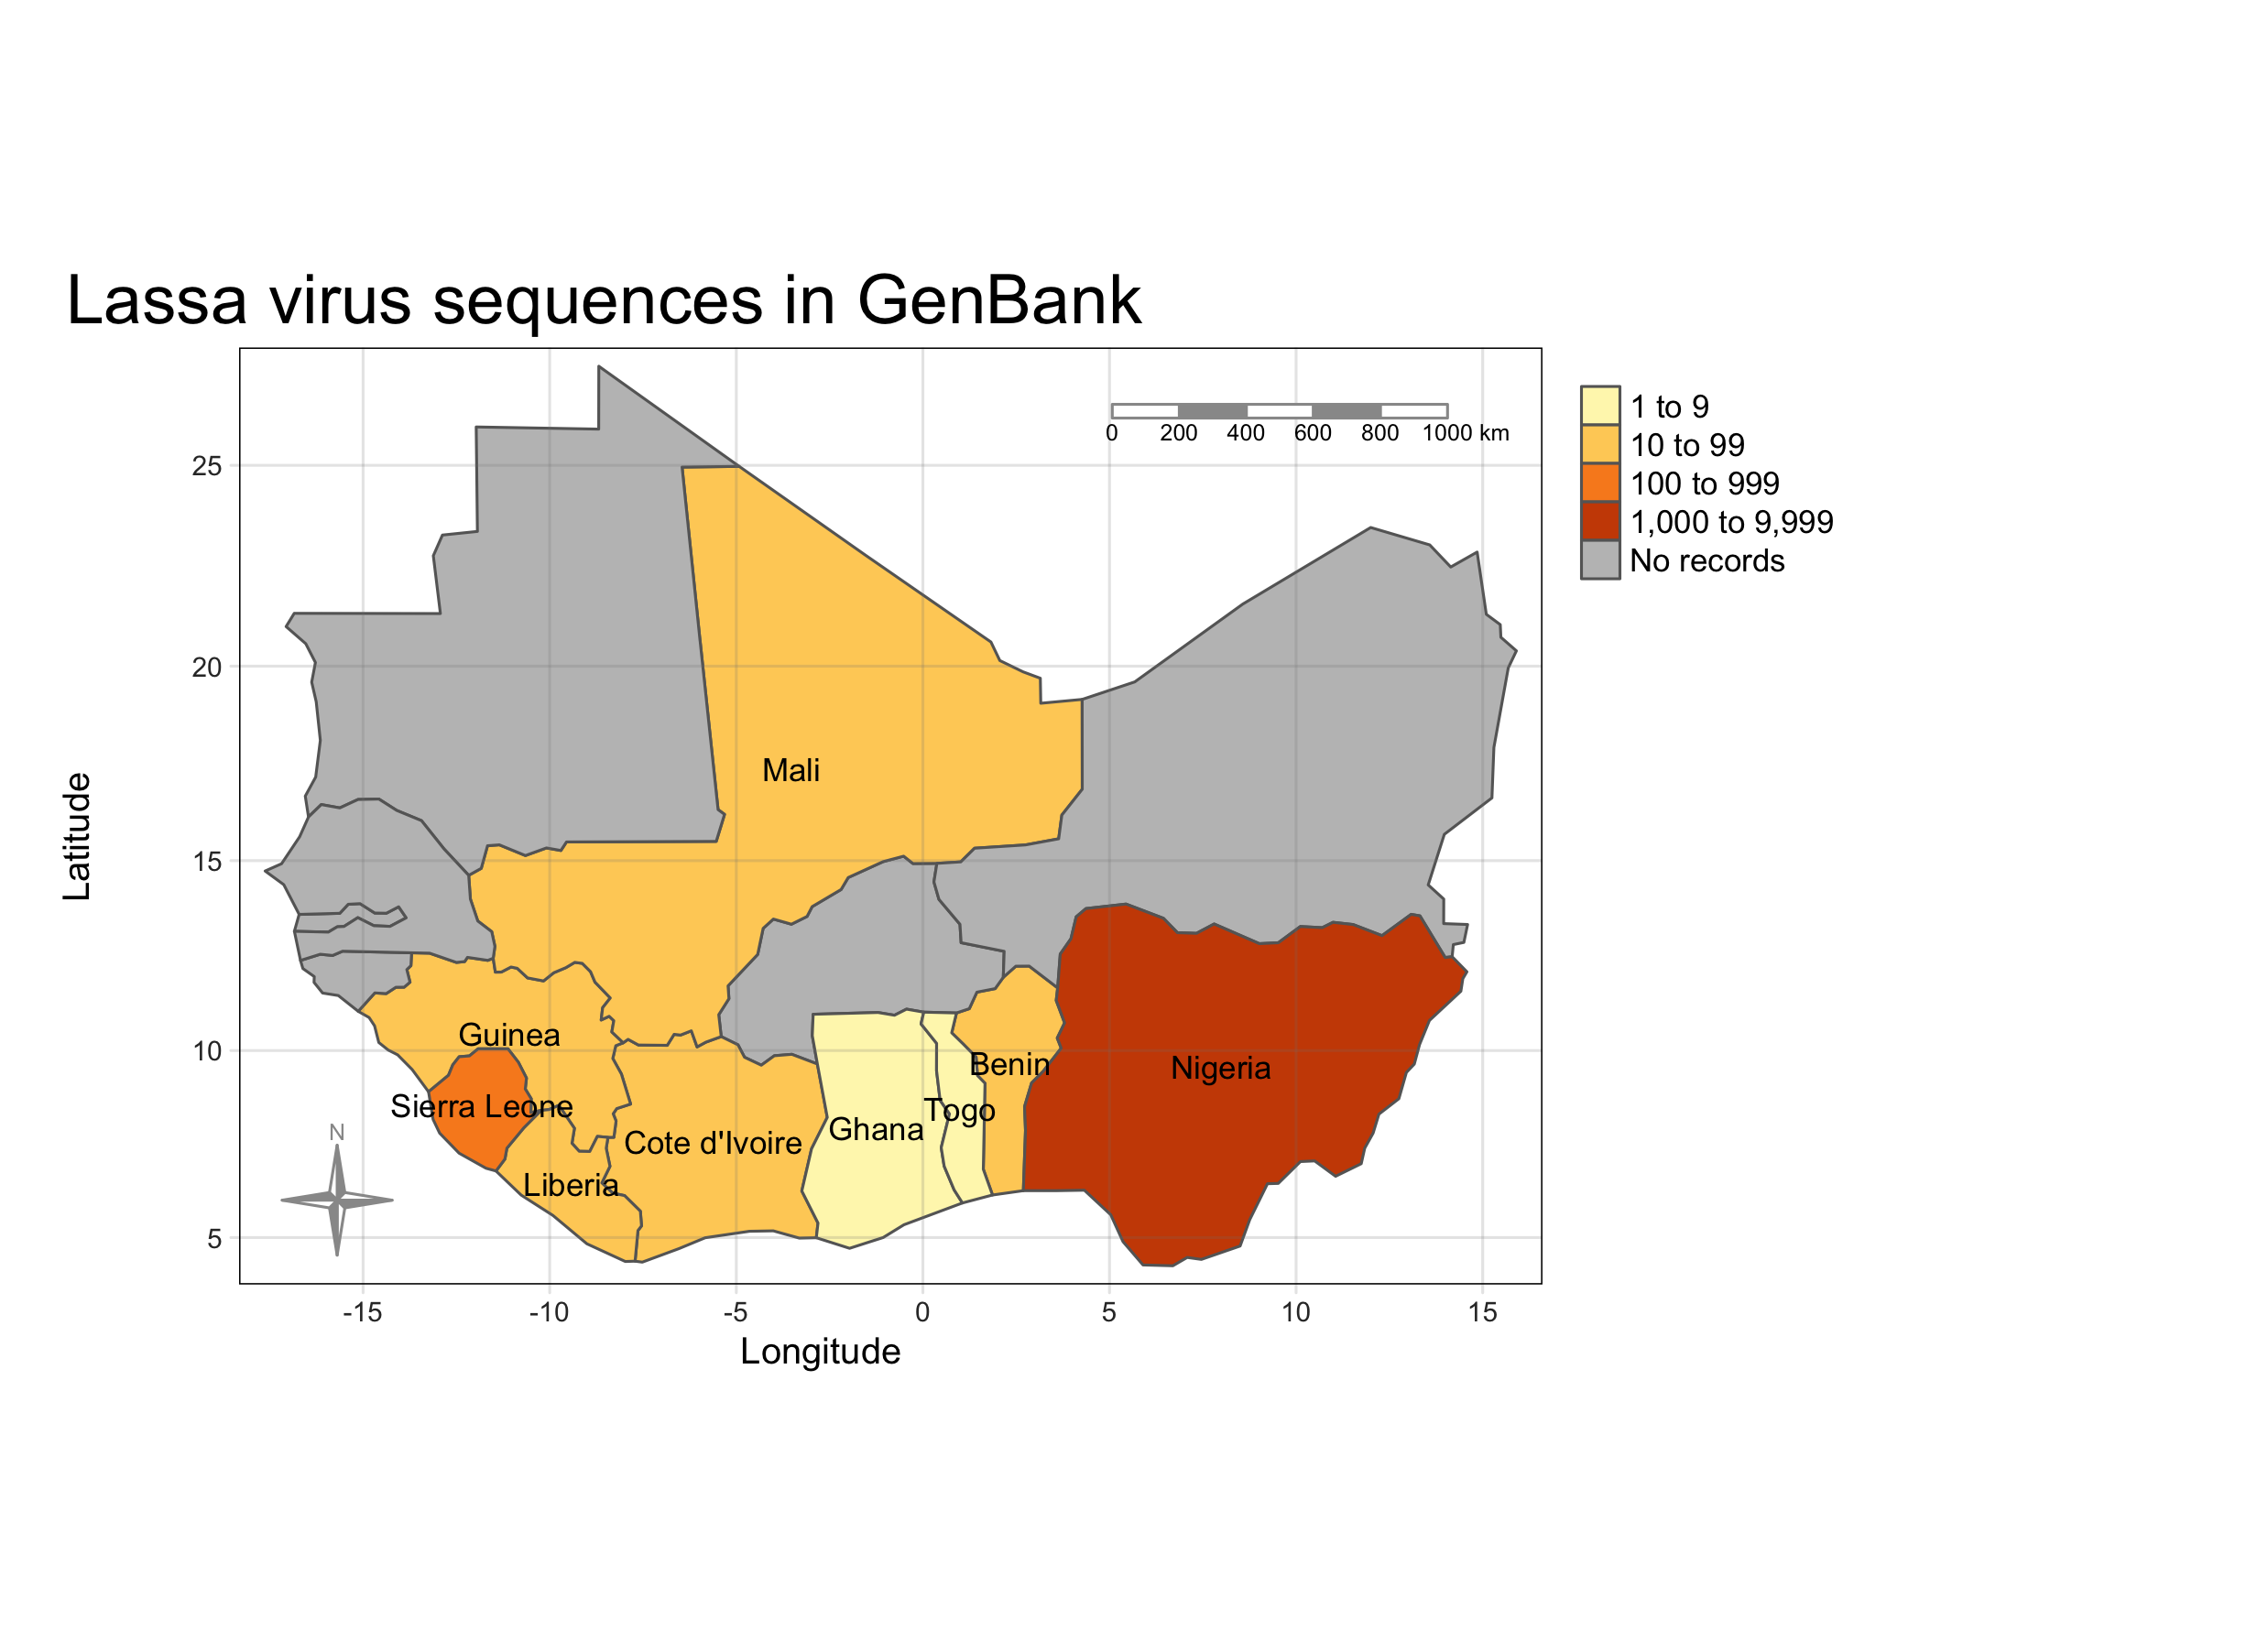 Lassa virus sequences in GenBank
0 200 400 600 800 1000 km
1 to 9
10 to 99
100 to 999
1,000 to 9,999
No records
25
20
15
10
5
Latitude
Mali
Guinea
Benin
Nigeria
Sierra Leone
Togo
Ghana
Cote d'Ivoire
Liberia
N
-15 -10 -5 0 5 10 15
Longitude